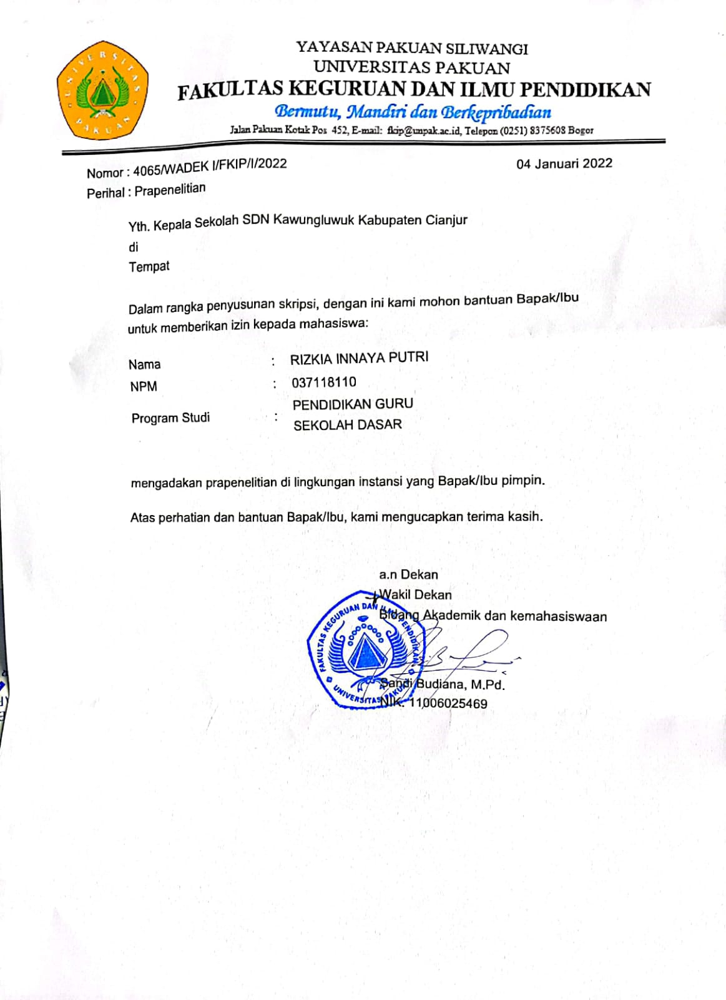 UNIVERSITAS
PAKUAN
YAYASAN PAKUAN SILIWANGI
UNIVERSITAS PAKUAN
FAKULTAS KEGURUAN DAN ILMU PENDIDIKAN
Bermutu, Mandiri dan Berkepribadian
Jalan Pakuan Kotak Pos 452, E-mail: fkip@unpak.ac.id, Telepon (0251) 8375608 Bogor
Nomor : 4065/WADEK I/FKIP/I/2022
04 Januari 2022
Perihal : Prapenelitian
Yth. Kepala Sekolah SDN Kawungluwuk Kabupaten Cianjur
di
Tempat
Dalam rangka penyusunan skripsi, dengan ini kami mohon bantuan Bapak/Ibu
untuk memberikan izin kepada mahasiswa:
Nama : RIZKIA INNAYA PUTRI
NPM : 037118110
Program Studi : PENDIDIKAN GURU
SEKOLAH DASAR
mengadakan prapenelitian di lingkungan instansi yang Bapak/Ibu pimpin.
Atas perhatian dan bantuan Bapak/Ibu, kami mengucapkan terima kasih.
a.n Dekan
Wakil Dekan
Bidang Akademik dan kemahasiswaan
FAKULTAS KEGURUAN DAN ILMU PENDIDIKAN
UNIVERSITAS PAKUAN
Sandi Budiana, M.Pd.
NIK. 11006025469